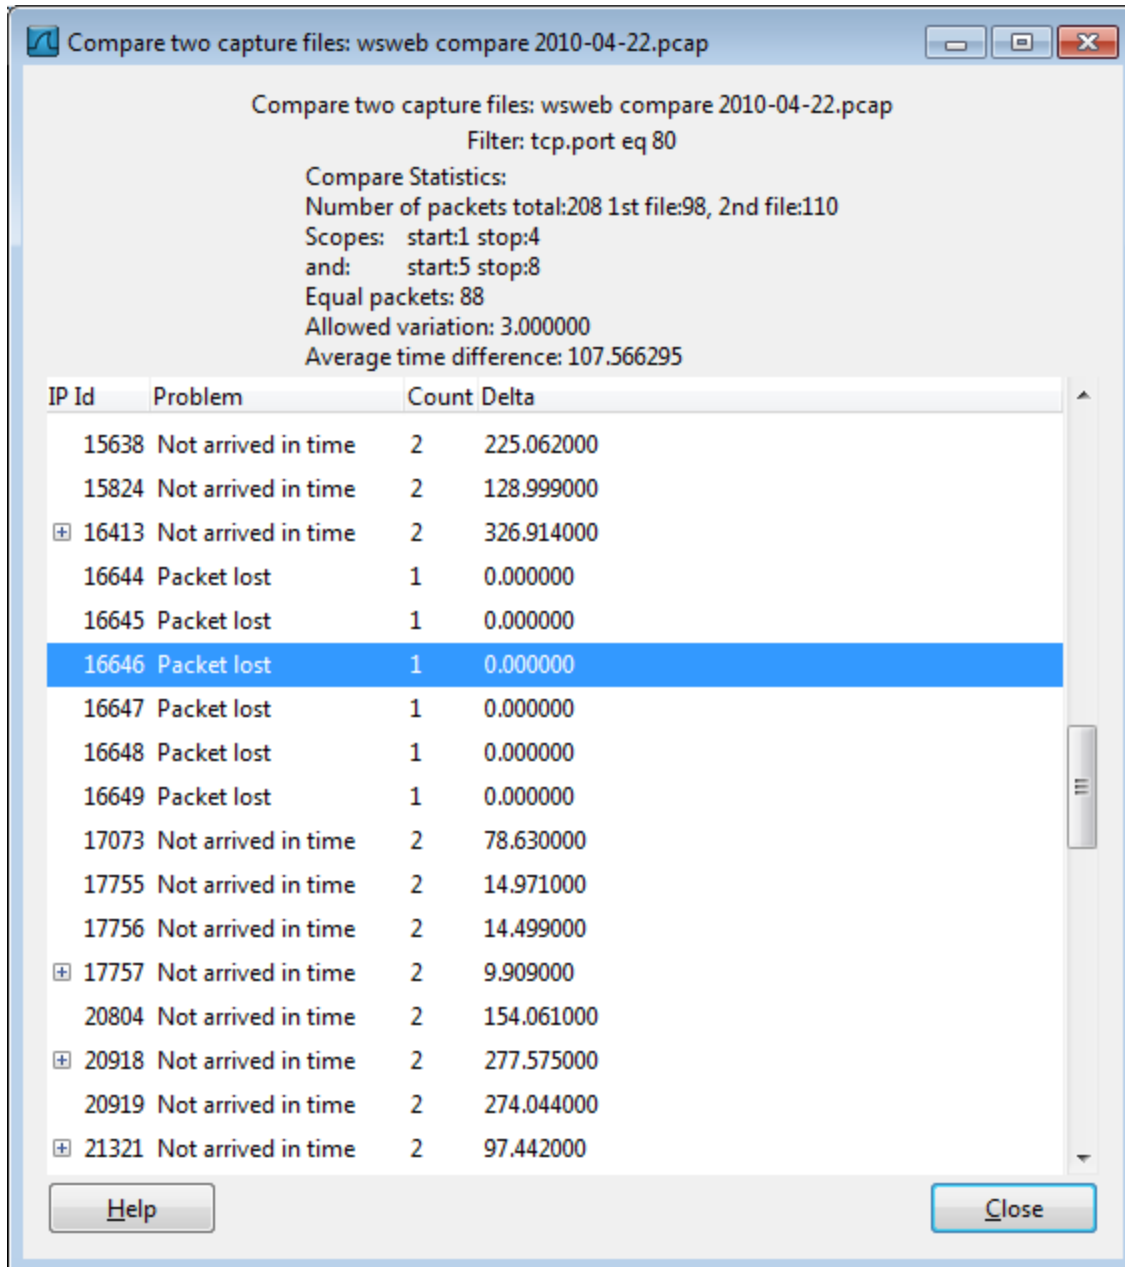 Compare two capture files: wsweb compare 2010-04-22.pcap
Compare two capture files: wsweb compare 2010-04-22.pcap
Filter: tcp.port eq 80
Compare Statistics:
Number of packets total:208 1st file:98, 2nd file:110
Scopes: start:1 stop:4
and: start:5 stop:8
Equal packets: 88
Allowed variation: 3.000000
Average time difference: 107.566295
IP Id Problem Count Delta
15638 Not arrived in time 2 225.062000
15824 Not arrived in time 2 128.999000
16413 Not arrived in time 2 326.914000
16644 Packet lost 1 0.000000
16645 Packet lost 1 0.000000
16646 Packet lost 1 0.000000
16647 Packet lost 1 0.000000
16648 Packet lost 1 0.000000
16649 Packet lost 1 0.000000
17073 Not arrived in time 2 78.630000
17755 Not arrived in time 2 14.971000
17756 Not arrived in time 2 14.499000
17757 Not arrived in time 2 9.909000
20804 Not arrived in time 2 154.061000
20918 Not arrived in time 2 277.575000
20919 Not arrived in time 2 274.044000
21321 Not arrived in time 2 97.442000
Help Close